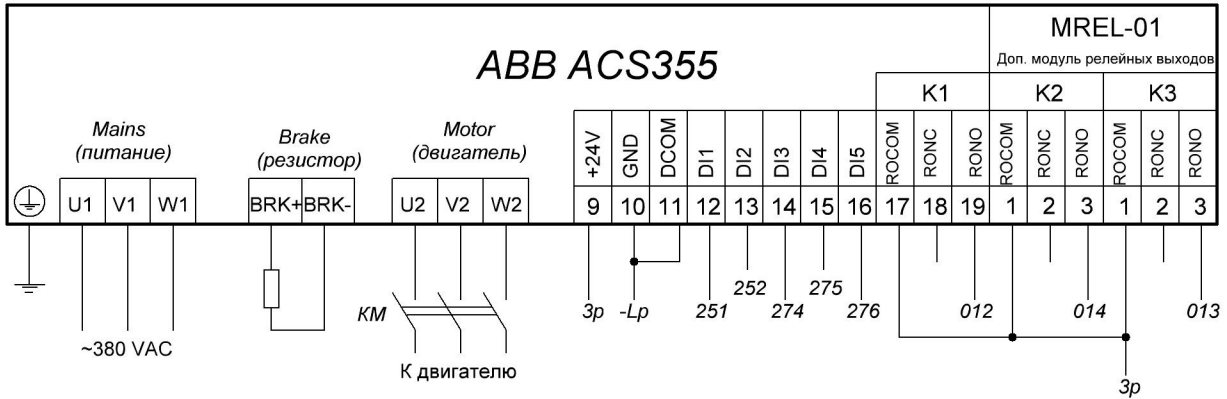 MREL-01
Доп. модуль релейных выходов
ABB ACS355
K1 K2 K3
Mains
(питание)
Brake
(резистор)
Motor
(двигатель)
+24V GND DCOM DI1 DI2 DI3 DI4 DI5 ROCOM RONC RONO ROCOM RONC RONO ROCOM RONC RONO
U1 V1 W1 BRK+ BRK- U2 V2 W2 9 10 11 12 13 14 15 16 17 18 19 1 2 3 1 2 3
252 275
КМ 3р -Lp 251 274 276 012 014 013
~380 VAC
К двигателю
3р